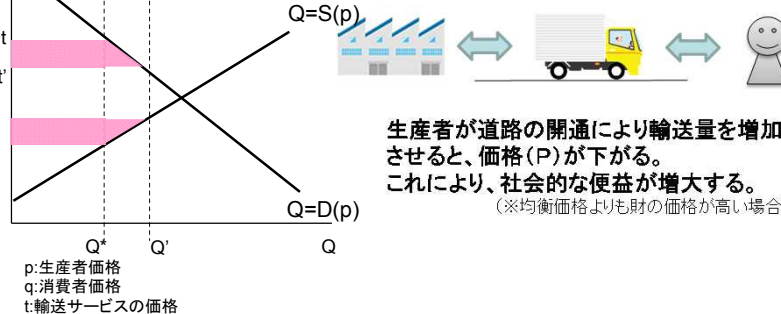 Q=S(p)
t
t'
生産者が道路の開通により輸送量を増加
させると、価格(P)が下がる。
これにより、社会的な便益が増大する。
(※均衡価格よりも財の価格が高い場合
Q=D(p)
Q* Q' Q
p:生産者価格
q:消費者価格
t:輸送サービスの価格